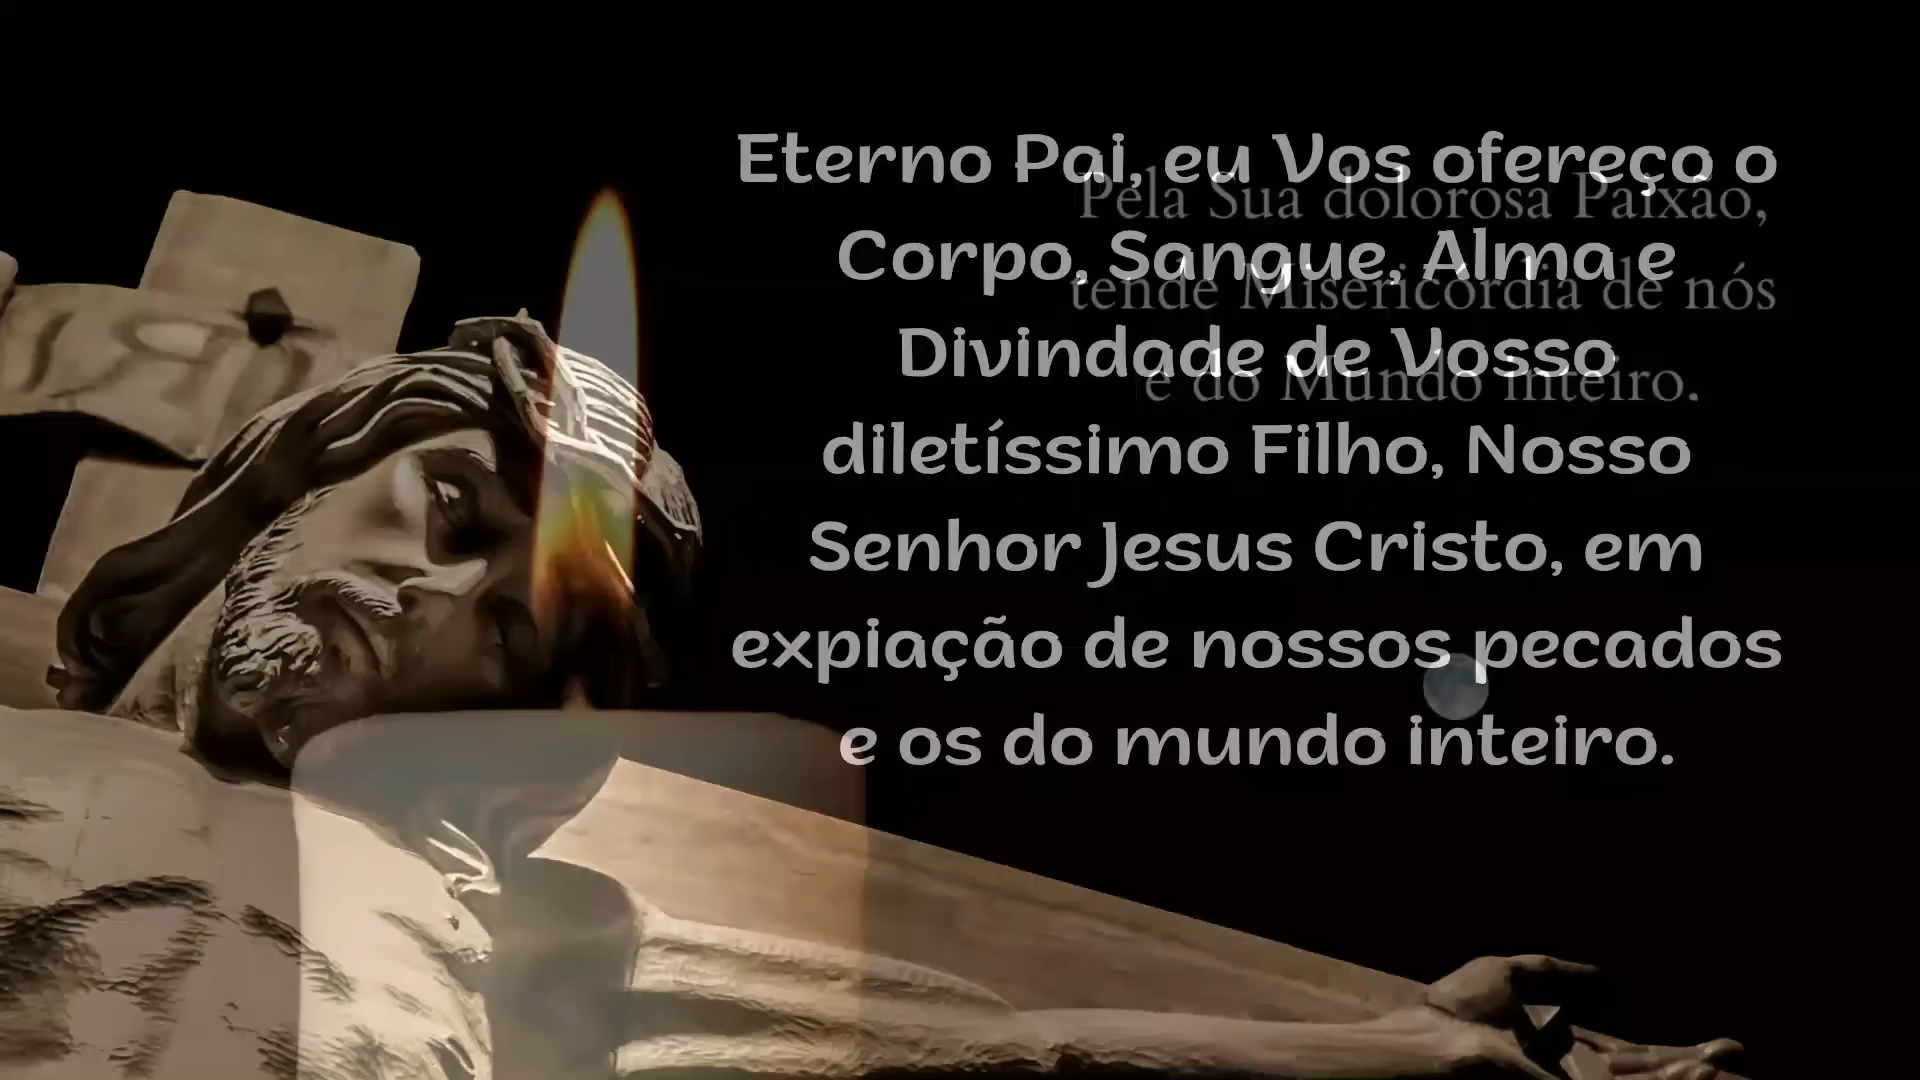 Eterno Pai, eu Vos ofereço o
Corpo, Sangue, Alma e
Divindade de Vosso
diletíssimo Filho, Nosso
Senhor Jesus Cristo, em
expiação de nossos pecados
e os do mundo inteiro.
Pela Sua dolorosa Paixão,
tende Misericórdia de nós
e do Mundo inteiro.